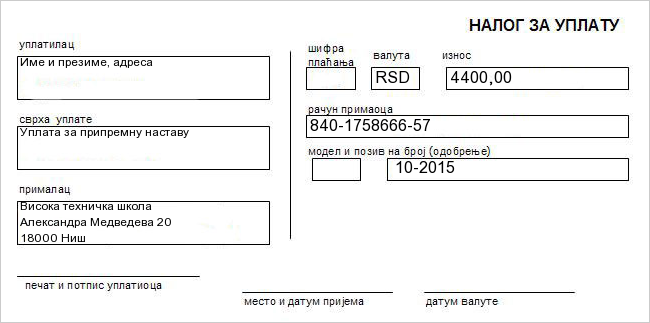 НАЛОГ ЗА УПЛАТУ
уплатилац
Име и презиме, адреса
сврха уплате
Уплата за припремну наставу
прималац
Висока техничка школа
Александра Медведева 20
18000 Ниш
шифра
плаћања
валута
износ
RSD
4400,00
рачун примаоца
840-1758666-57
модел и позив на број (одобрење)
10-2015
печат и потпис уплатиоца
место и датум пријема
датум валуте